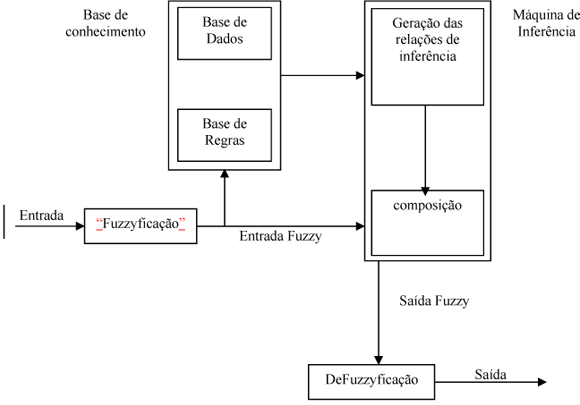 Base de
conhecimento
Base de
Dados
Base de
Regras
Geração das
relações de
inferência
composição
Máquina de
Inferência
Entrada
“Fuzzyficação”
Entrada Fuzzy
Saída Fuzzy
DeFuzzyficação
Saída